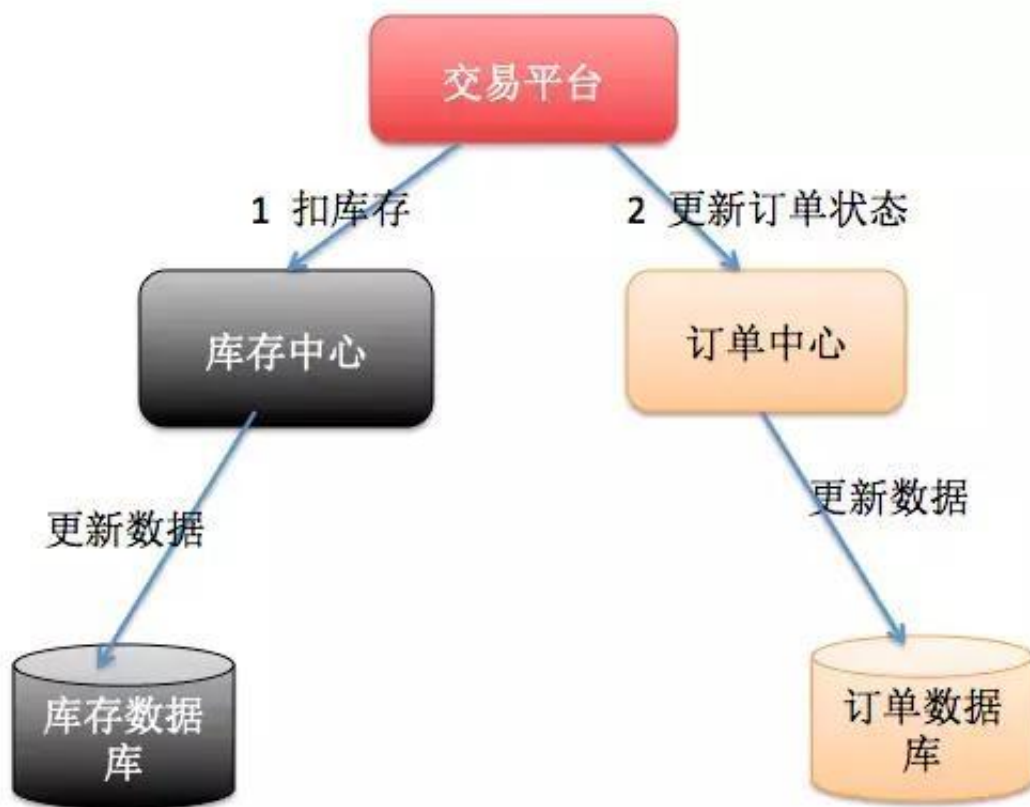 交易平台
1 扣库存
2 更新订单状态
库存中心
订单中心
更新数据
更新数据
库存数据
库
订单数据
库